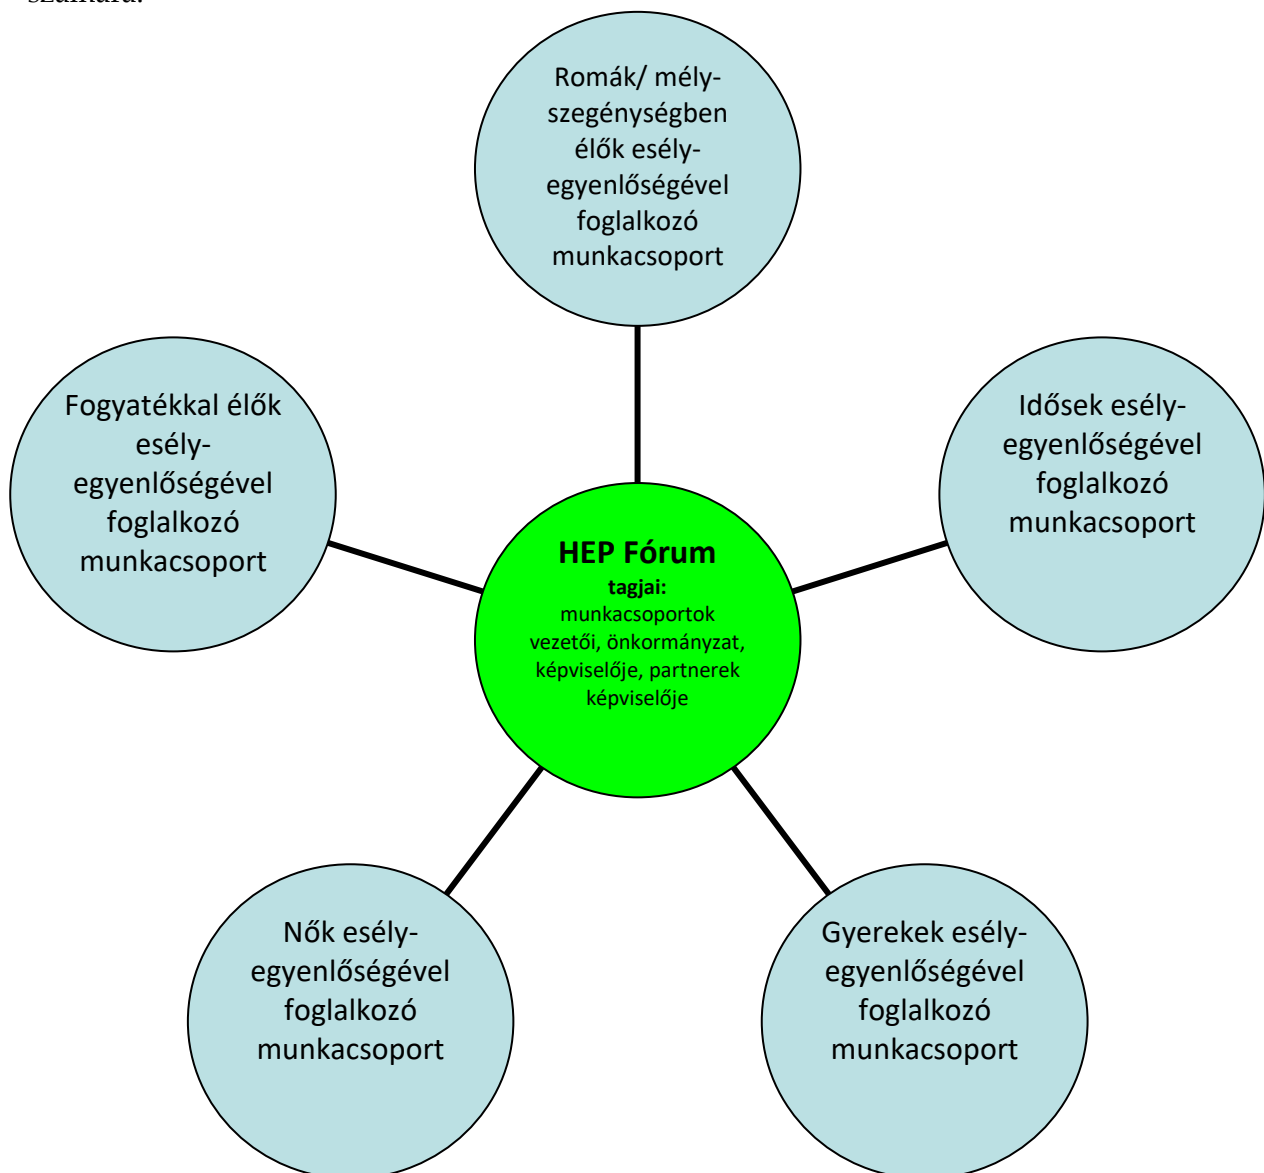 számára.
Romák/ mély-
szegénységben
élők esély-
egyenlőségével
foglalkozó
munkacsoport
Fogyatékkal élők
esély-
egyenlőségével
foglalkozó
munkacsoport
Idősek esély-
egyenlőségével
foglalkozó
munkacsoport
HEP Fórum
tagjai:
munkacsoportok
vezetői, önkormányzat,
képviselője, partnerek
képviselője
Nők esély-
egyenlőségével
foglalkozó
munkacsoport
Gyerekek esély-
egyenlőségével
foglalkozó
munkacsoport